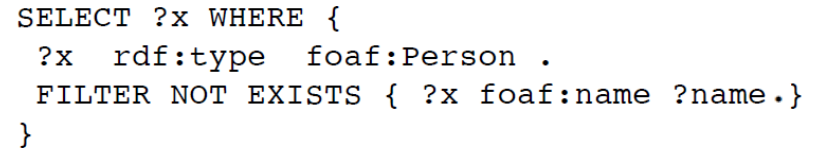 SELECT ?x WHERE {
?x rdf:type foaf:Person .
FILTER NOT EXISTS { ?x foaf:name ?name.}
}